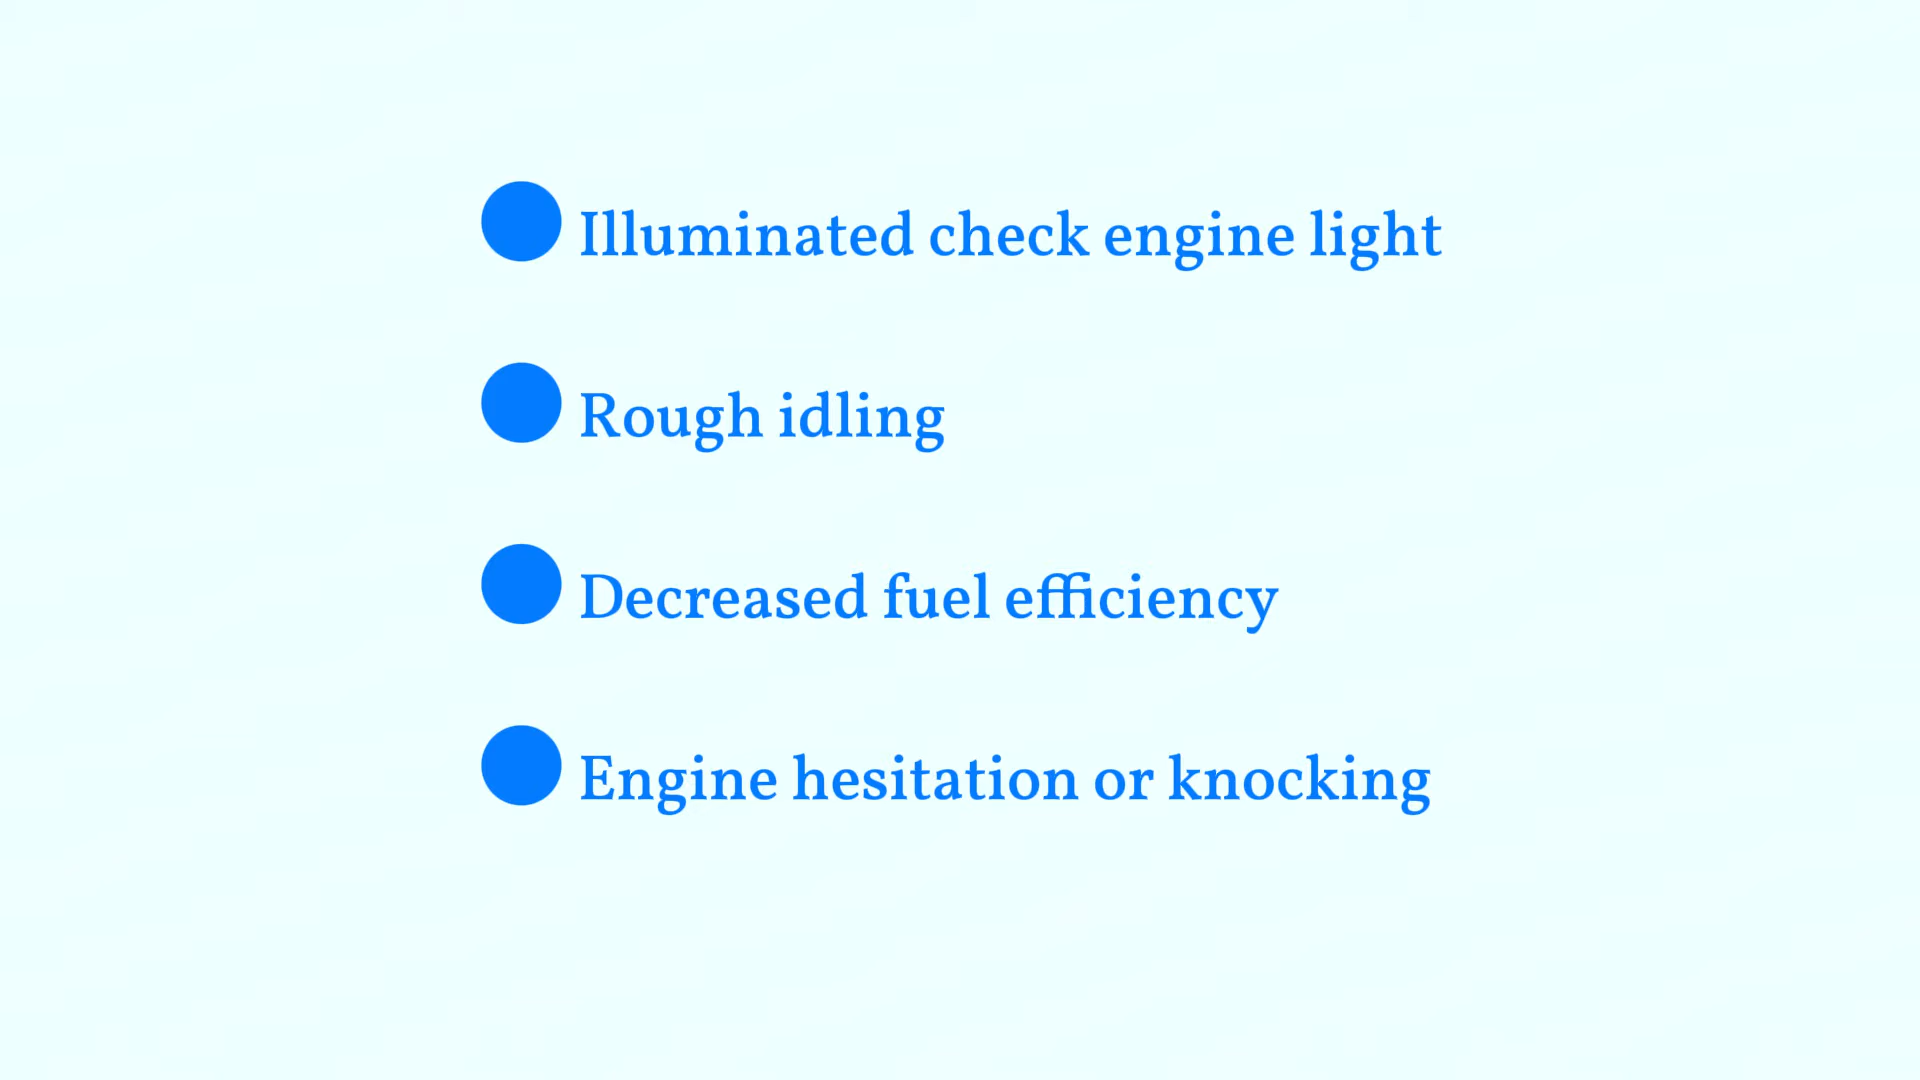 Illuminated check engine light
Rough idling
Decreased fuel efficiency
Engine hesitation or knocking